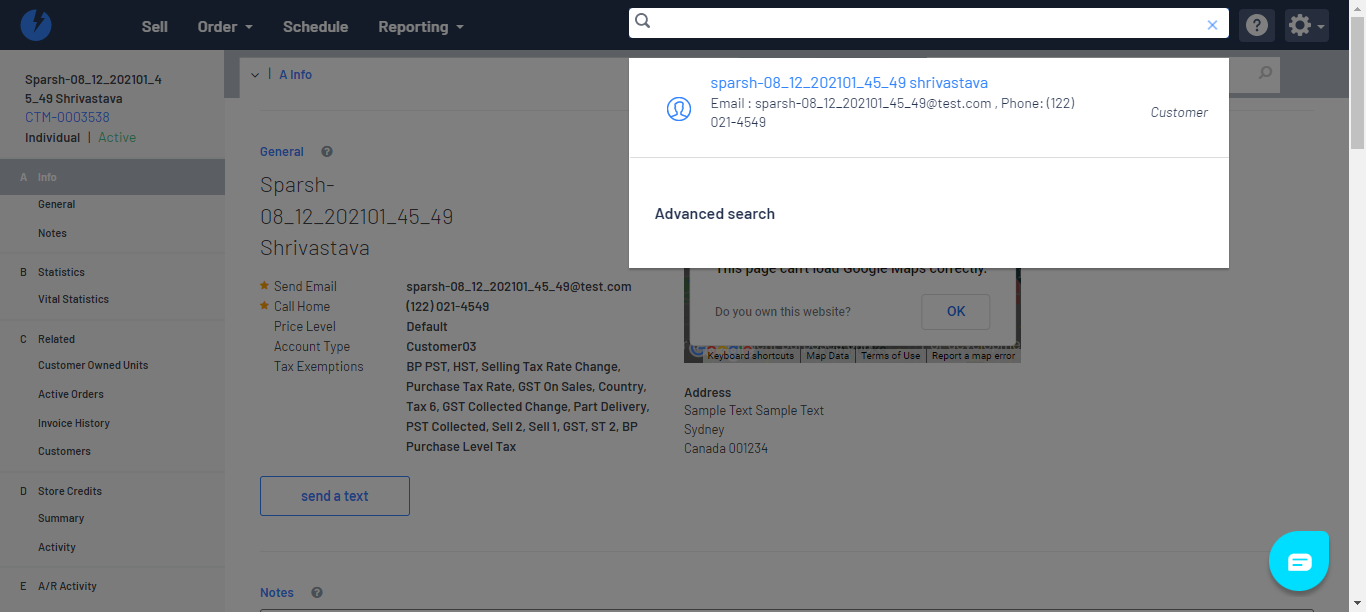 Sell
Order
Schedule
Reporting
Sparsh-08_12_202101_4
5_49 Shrivastava
CTM-0003538
Individual | Active
A Info
General
Notes
B Statistics
Vital Statistics
C Related
Customer Owned Units
Active Orders
Invoice History
Customers
D Store Credits
Summary
Activity
E A/R Activity
A Info
General
Sparsh-
08_12_202101_45_49
Shrivastava
Send Email sparsh-08_12_202101_45_49@test.com
Call Home (122) 021-4549
Price Level Default
Account Type Customer03
Tax Exemptions BP PST, HST, Selling Tax Rate Change,
Purchase Tax Rate, GST On Sales, Country,
Tax 6, GST Collected Change, Part Delivery,
PST Collected, Sell 2, Sell 1, GST, ST 2, BP
Purchase Level Tax
send a text
Notes
sparsh-08_12_202101_45_49 shrivastava
Email : sparsh-08_12_202101_45_49@test.com , Phone: (122)
021-4549
Customer
Advanced search
This page can't load Google Maps correctly.
Do you own this website?
OK
Keyboard shortcuts
Map Data
Terms of Use
Report a map error
Address
Sample Text Sample Text
Sydney
Canada 001234